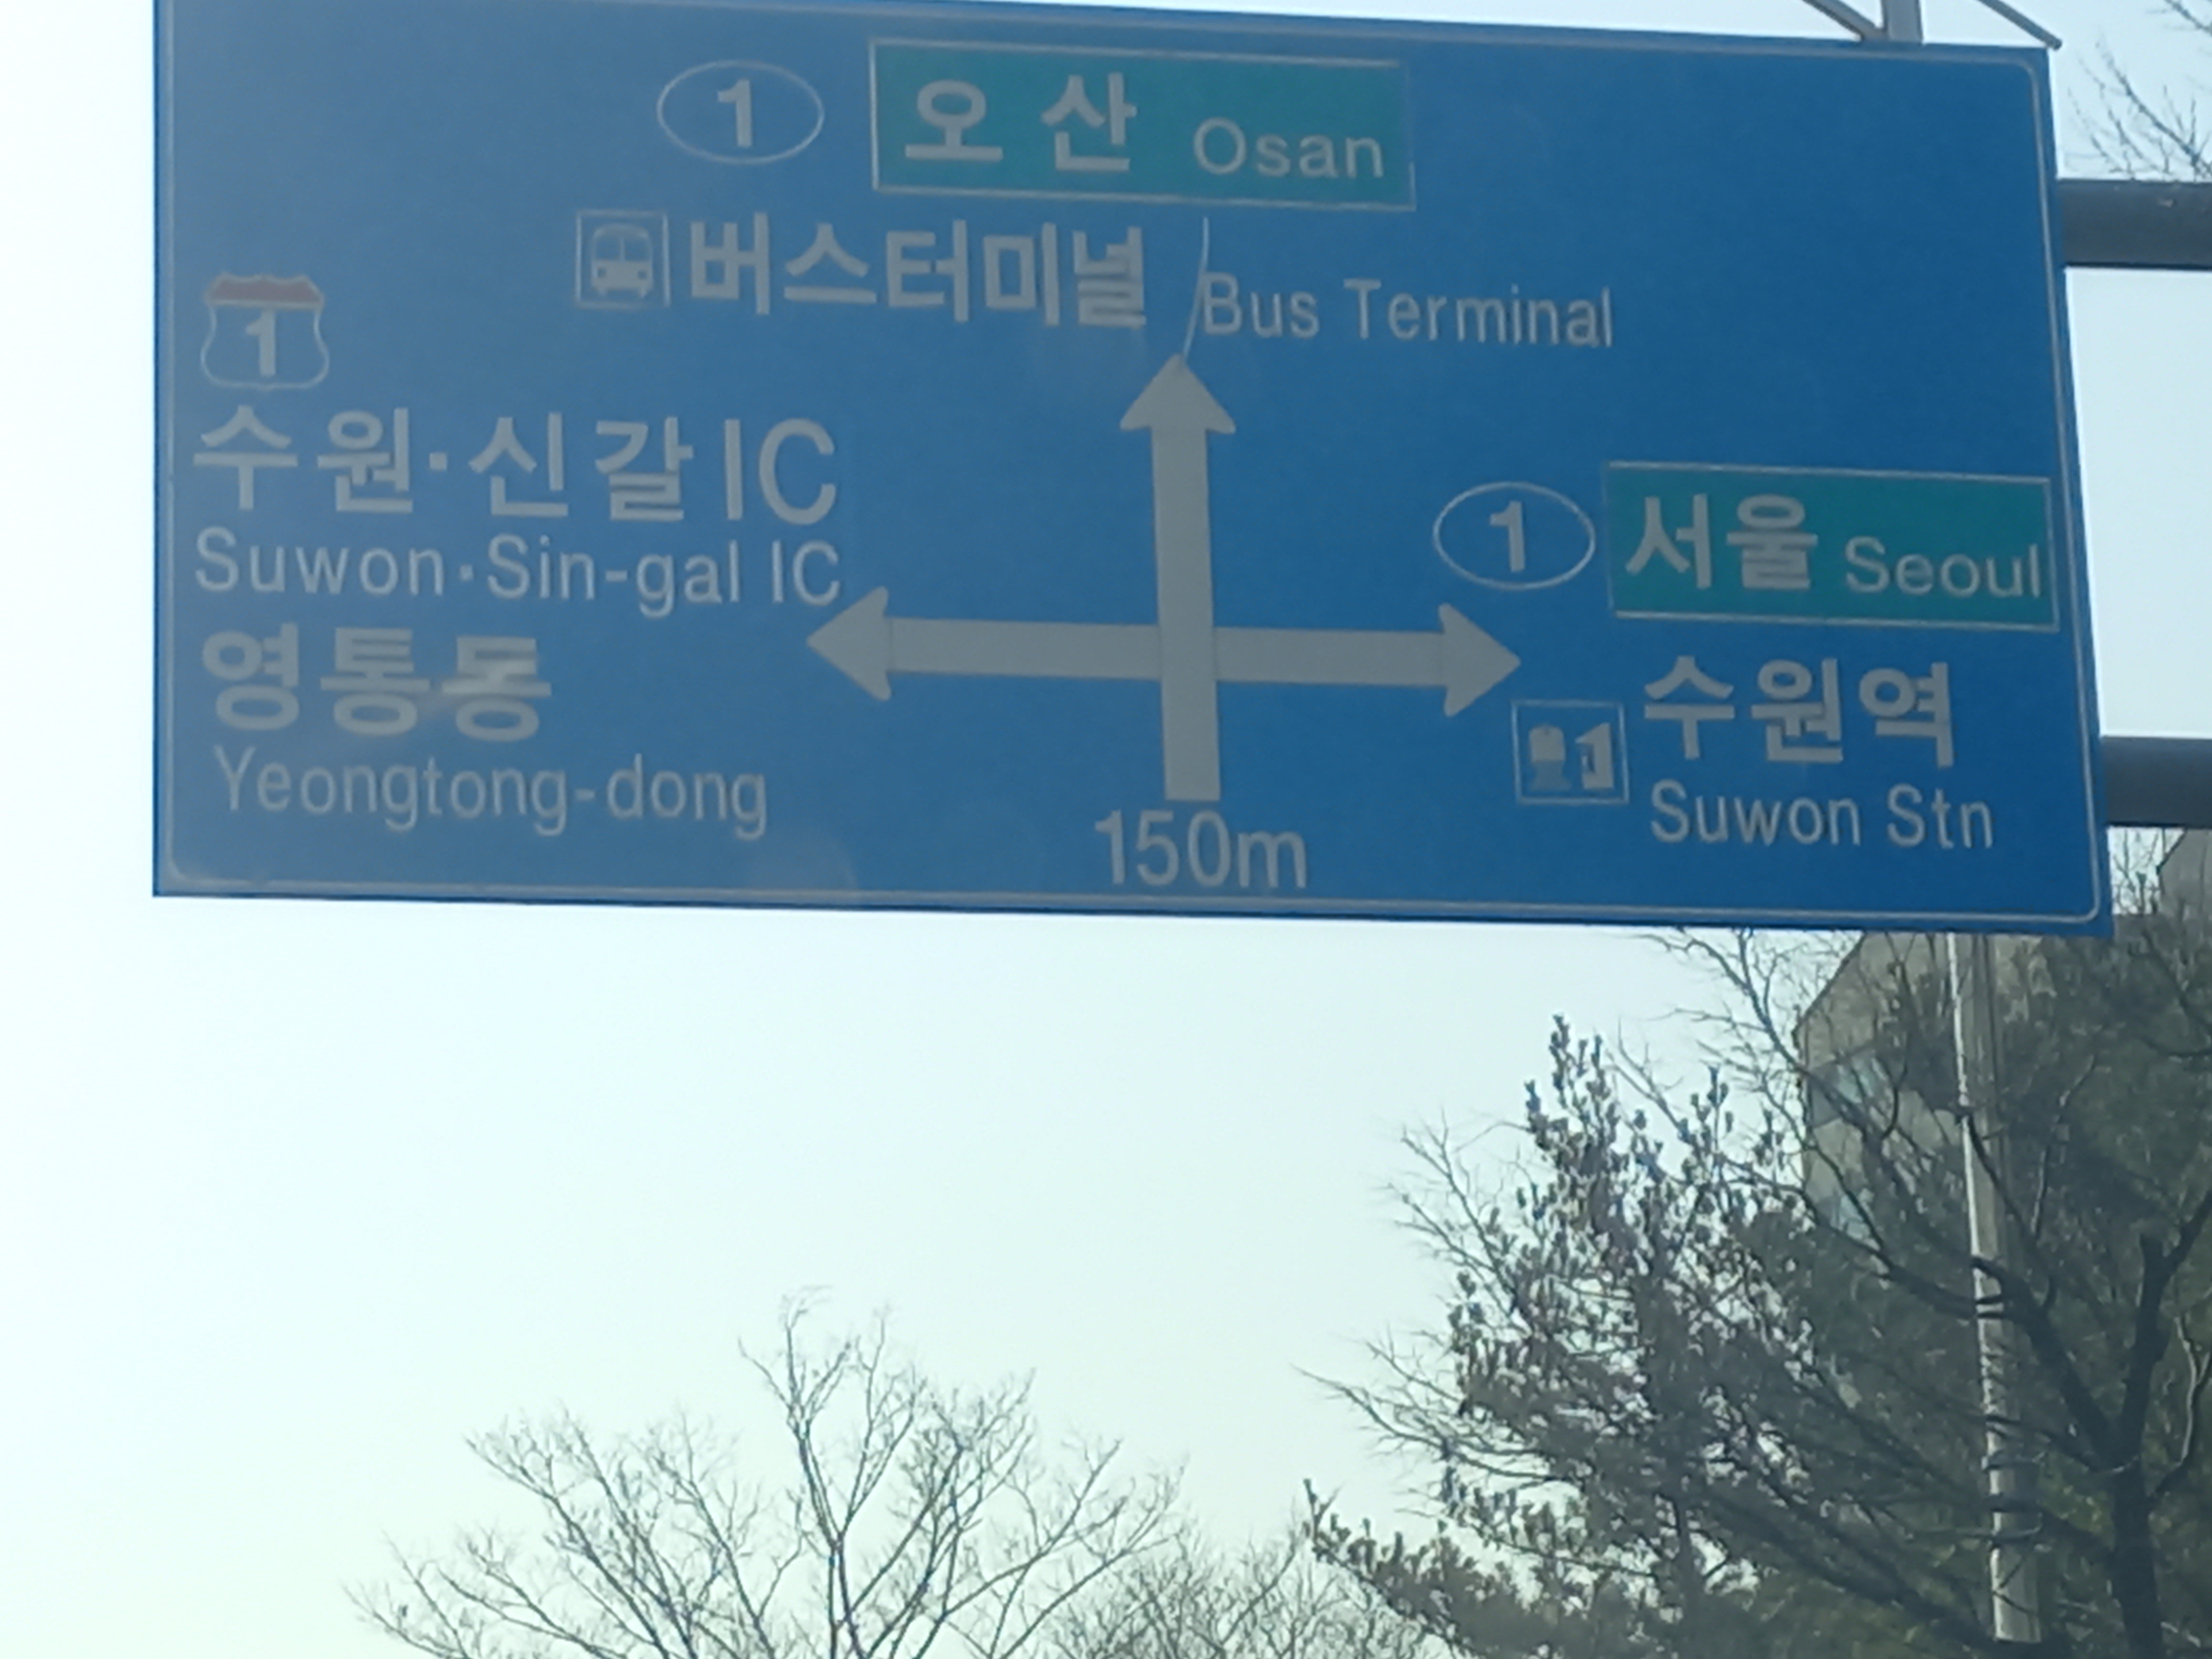 1 오산 Osan
버스터미널 Bus Terminal
1
수원·신갈IC
Suwon·Sin-gal IC
영통동
Yeongtong-dong
1 서울 Seoul
수원역
Suwon Stn
150m